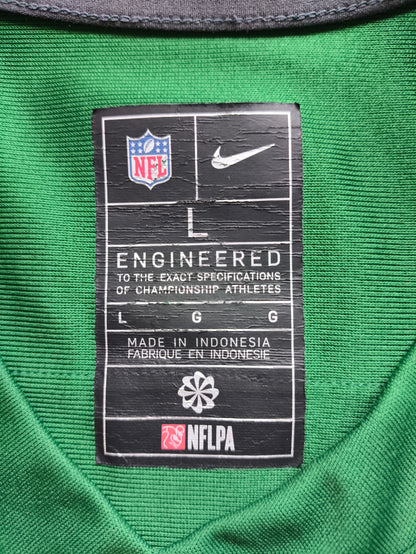 NFL
L
ENGINEERED
TO THE EXACT SPECIFICATIONS
OF CHAMPIONSHIP ATHLETES
L G G
MADE IN INDONESIA
FABRIQUE EN INDONESIE
NFLPA